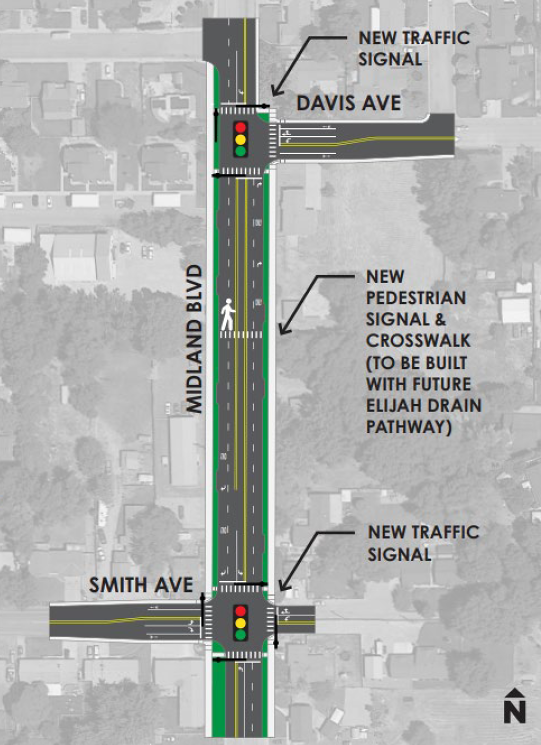 NEW TRAFFIC
SIGNAL
DAVIS AVE
MIDLAND BLVD
NEW
PEDESTRIAN
SIGNAL &
CROSSWALK
(TO BE BUILT
WITH FUTURE
ELIJAH DRAIN
PATHWAY)
NEW TRAFFIC
SIGNAL
SMITH AVE
N